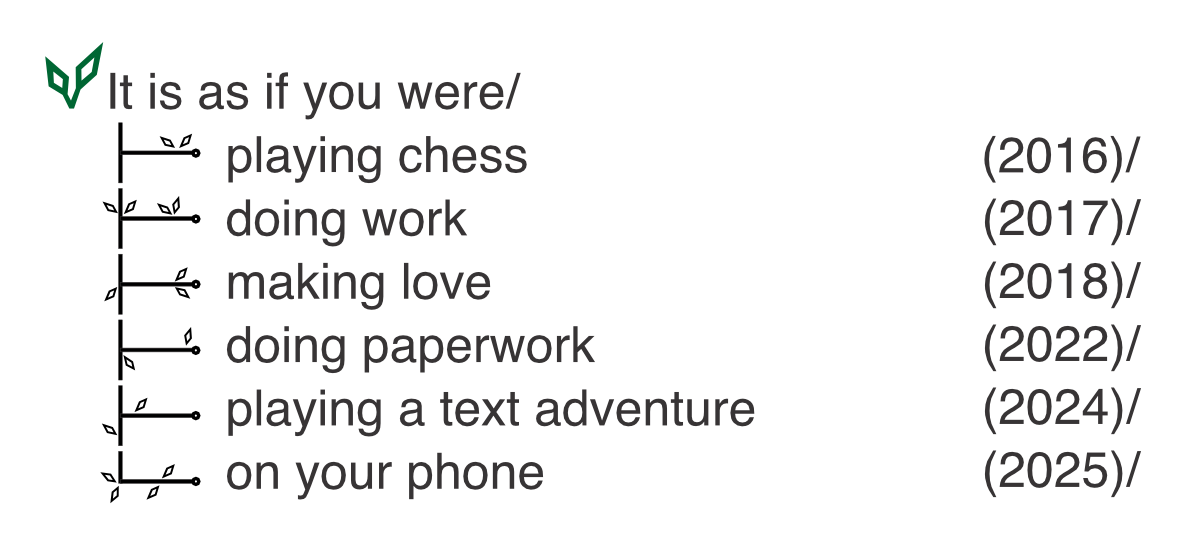 It is as if you were/
playing chess (2016)/
doing work (2017)/
making love (2018)/
doing paperwork (2022)/
playing a text adventure (2024)/
on your phone (2025)/